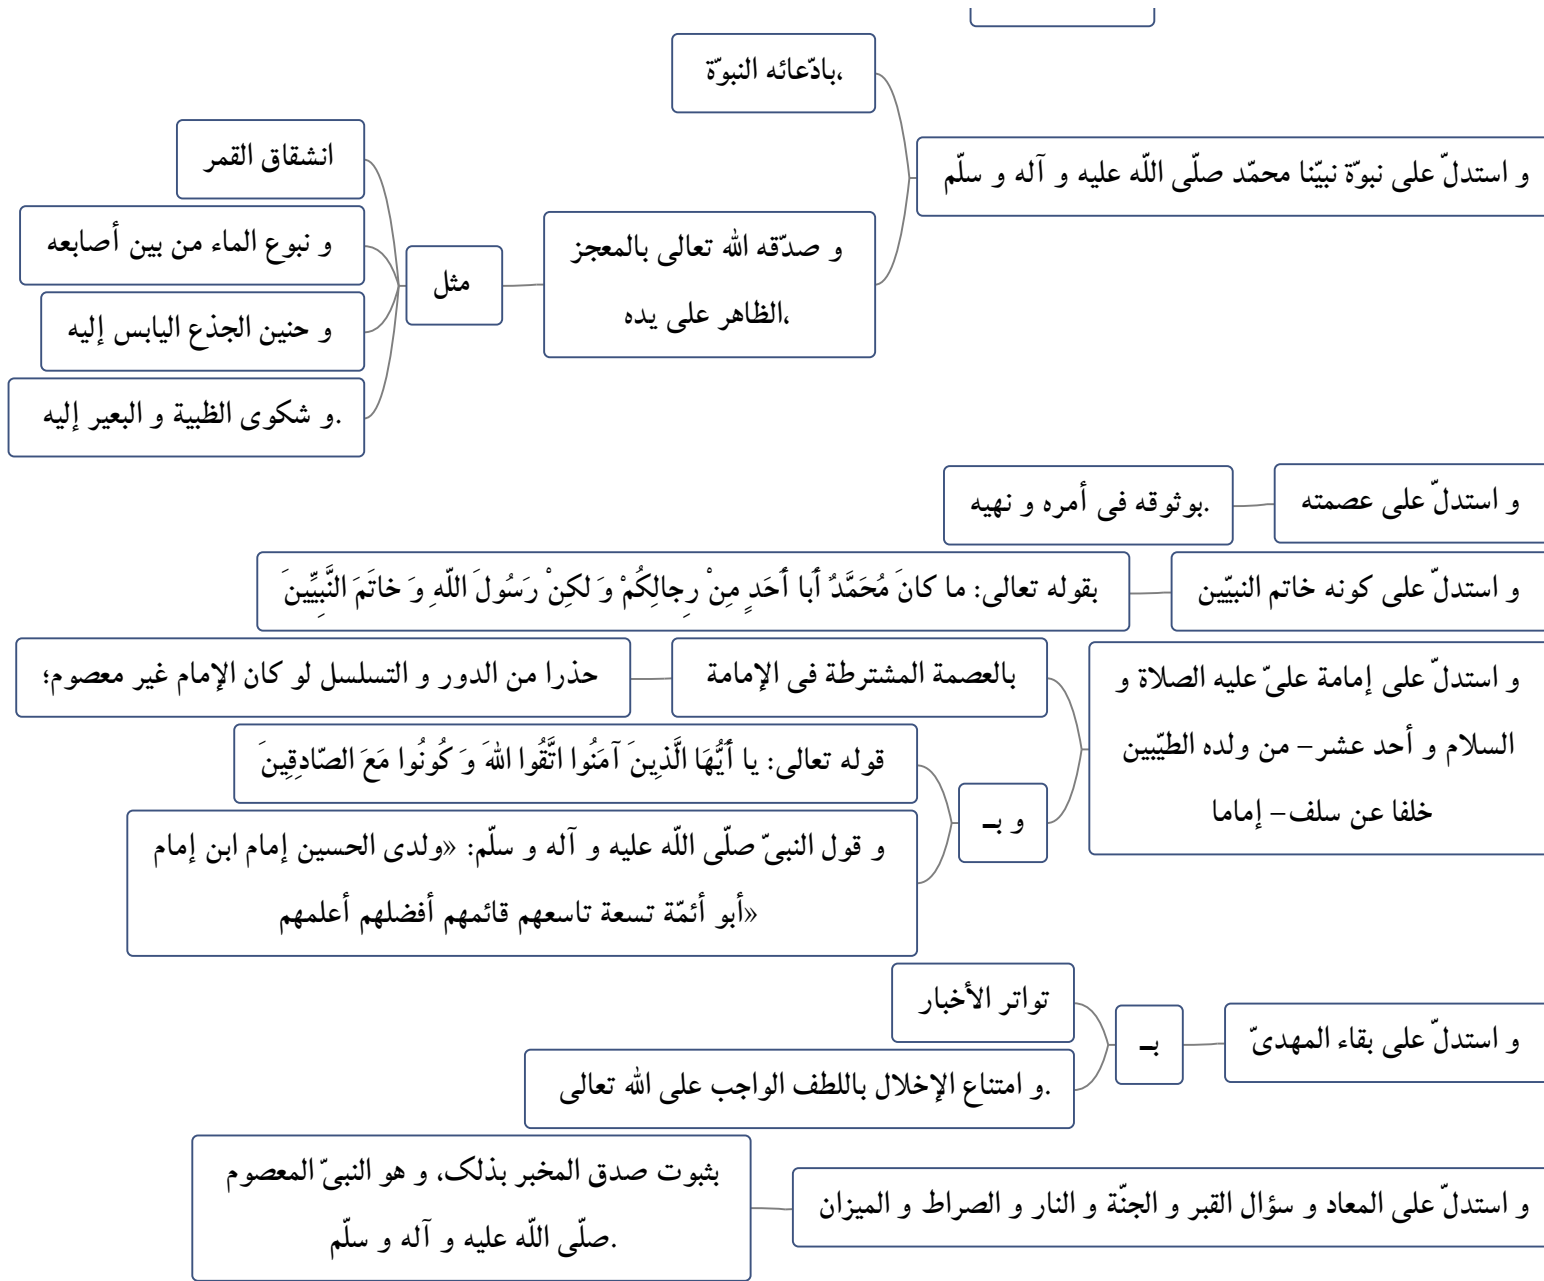 و استدلّ على نبوّة نبيّنا محمّد صلّى اللّه عليه و آله و سلّم
بادّعائه النبوّة،
و صدّقه الله تعالى بالمعجز
الظاهر على يده،
مثل
انشقاق القمر
و نبوع الماء من بين أصابعه
و حنين الجذع اليابس إليه
و شكوى الظبية و البعير إليه.
و استدلّ على عصمته
بوثوقه فى أمره و نهيه.
و استدلّ على كونه خاتم النبيّين
بقوله تعالى: ما كانَ مُحَمَّدٌ أَبا أَحَدٍ مِنْ رِجالِكُمْ وَ لكِنْ رَسُولَ اللّهِ وَ خاتَمَ النَّبِيِّينَ
و استدلّ على إمامة علىّ عليه الصلاة و
السلام و أحد عشر– من ولده الطيّبين
خلفا عن سلف– إماما
بالعصمة المشترطة فى الإمامة
حذرا من الدور و التسلسل لو كان الإمام غير معصوم؛
و بـ
قوله تعالى: يا أَيُّهَا الَّذِينَ آمَنُوا اتَّقُوا اللهَ وَ كُونُوا مَعَ الصّادِقِينَ
و قول النبىّ صلّى اللّه عليه و آله و سلّم: «ولدى الحسين إمام ابن إمام
أبو أئمّة تسعة تاسعهم قائمهم أفضلهم أعلمهم»
و استدلّ على بقاء المهدىّ
بـ
تواتر الأخبار
و امتناع الإخلال باللطف الواجب على الله تعالى.
و استدلّ على المعاد و سؤال القبر و الجنّة و النار و الصراط و الميزان
بثبوت صدق المخبر بذلک، و هو النبىّ المعصوم
صلّى اللّه عليه و آله و سلّم.